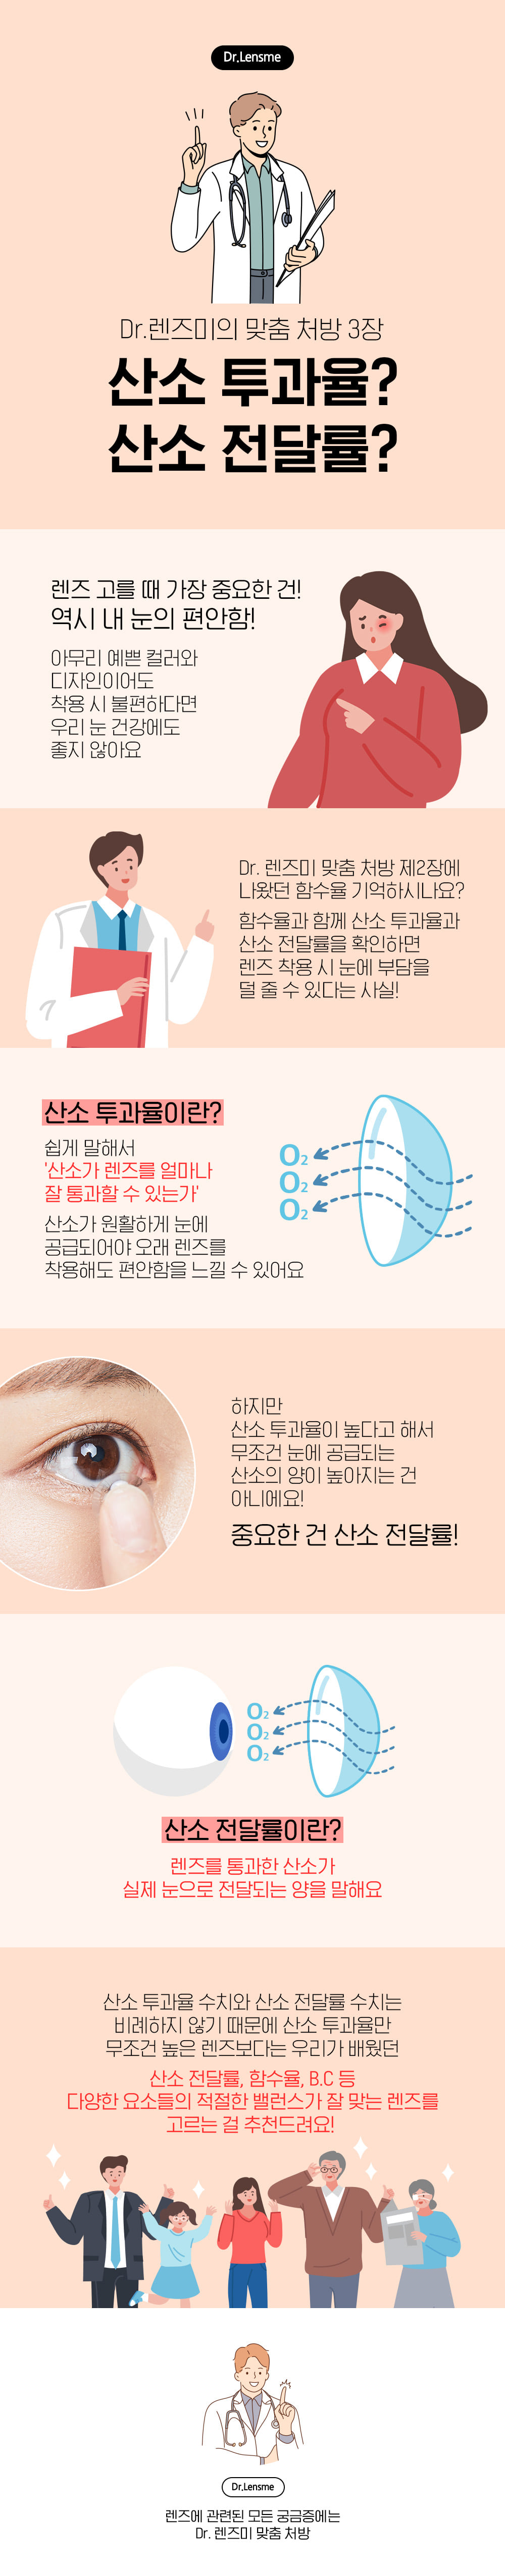 Dr.Lensme
Dr.렌즈미의 맞춤 처방 3장
산소 투과율?
산소 전달률?
렌즈 고를 때 가장 중요한 건!
역시 내 눈의 편안함!
아무리 예쁜 컬러와
디자인이어도
착용 시 불편하다면
우리 눈 건강에도
좋지 않아요
Dr. 렌즈미 맞춤 처방 제2장에
나왔던 함수율 기억하시나요?
함수율과 함께 산소 투과율과
산소 전달률을 확인하면
렌즈 착용 시 눈에 부담을
덜 줄 수 있다는 사실!
산소 투과율이란?
쉽게 말해서
'산소가 렌즈를 얼마나
잘 통과할 수 있는가'
산소가 원활하게 눈에
공급되어야 오래 렌즈를
착용해도 편안함을 느낄 수 있어요
O₂
O₂
O₂
하지만
산소 투과율이 높다고 해서
무조건 눈에 공급되는
산소의 양이 높아지는 건
아니에요!
중요한 건 산소 전달률!
O₂
O₂
O₂
산소 전달률이란?
렌즈를 통과한 산소가
실제 눈으로 전달되는 양을 말해요
산소 투과율 수치와 산소 전달률 수치는
비례하지 않기 때문에 산소 투과율만
무조건 높은 렌즈보다는 우리가 배웠던
산소 전달률, 함수율, B.C 등
다양한 요소들의 적절한 밸런스가 잘 맞는 렌즈를
고르는 걸 추천드려요!
Dr.Lensme
렌즈에 관련된 모든 궁금증에는
Dr. 렌즈미 맞춤 처방